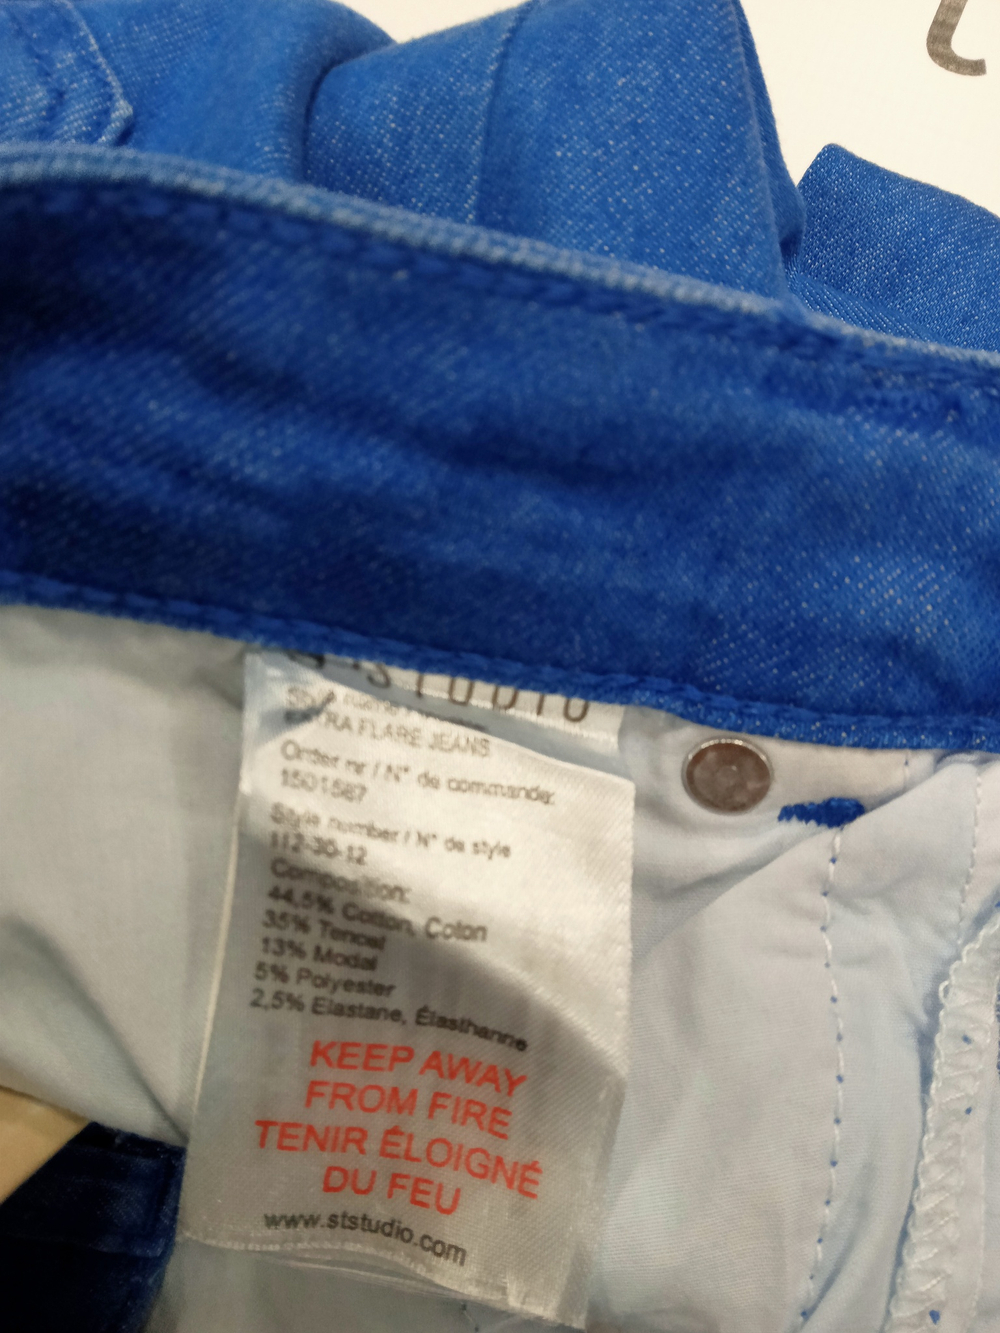 STUDIO
EXTRA FLARE JEANS
Order nr / N° de commande:
1501587
Style number / N° de style
112-30-12
Composition:
44,5% Cotton, Coton
35% Tencel
13% Modal
5% Polyester
2,5% Elastane, Élasthanne
KEEP AWAY
FROM FIRE
TENIR ÉLOIGNÉ
DU FEU
www.ststudio.com